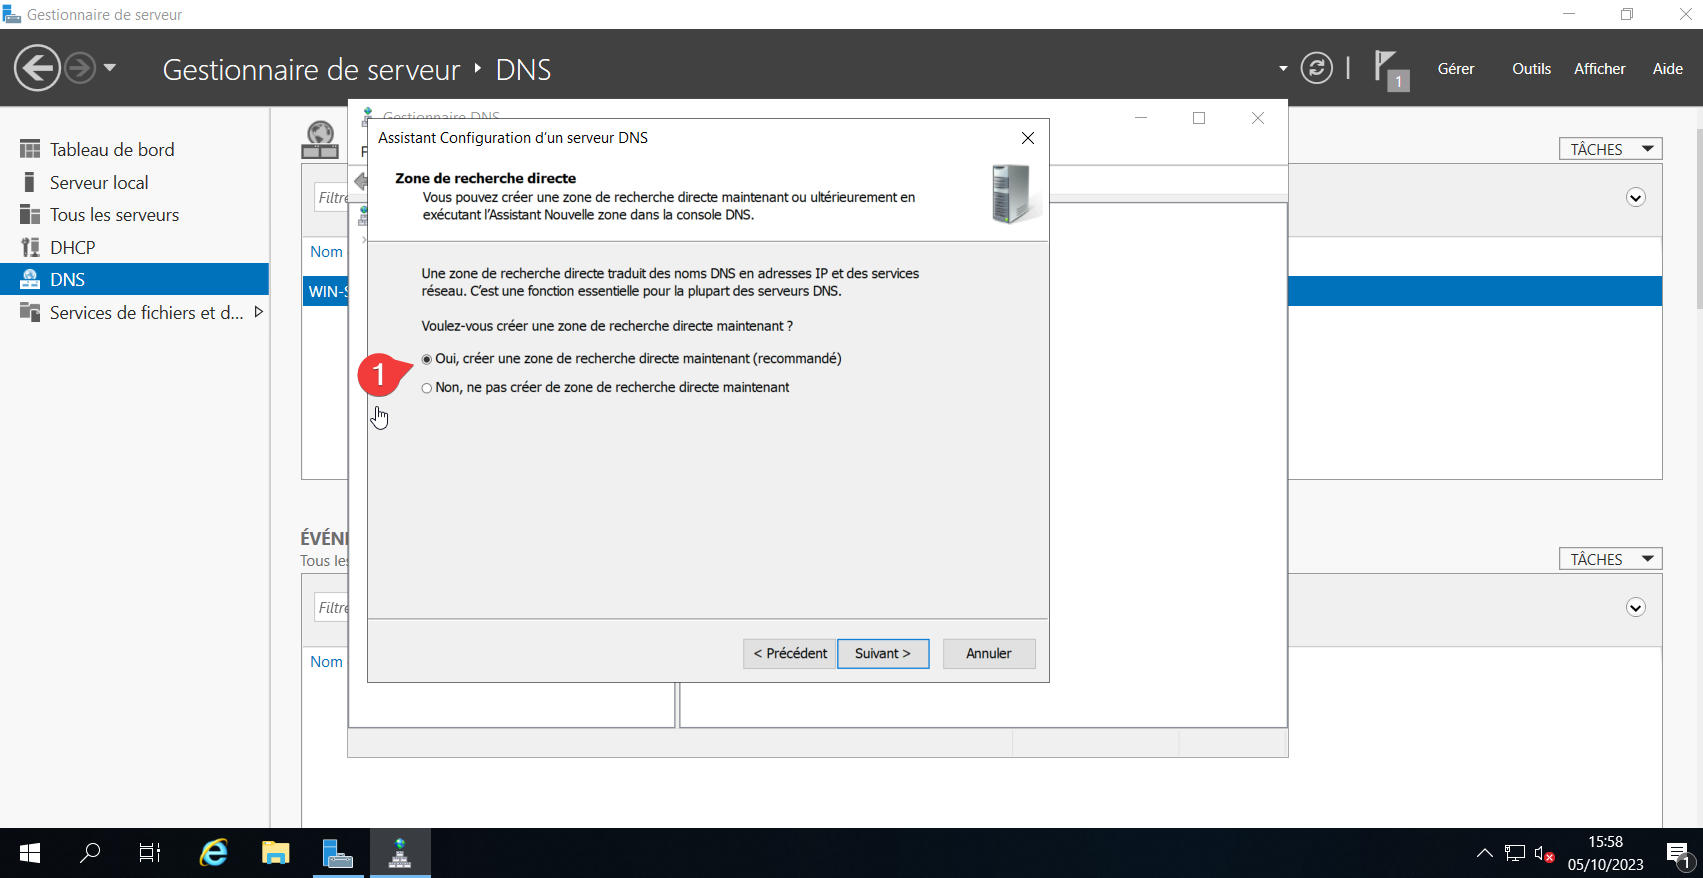 Gestionnaire de serveur
Gestionnaire de serveur ‣ DNS
1
Gérer
Outils
Afficher
Aide
Tableau de bord
Serveur local
Tous les serveurs
DHCP
DNS
Services de fichiers et d...
Gestionnaire DNS
F
TÂCHES
Filtre
Nom
WIN-S
Assistant Configuration d'un serveur DNS
Zone de recherche directe
Vous pouvez créer une zone de recherche directe maintenant ou ultérieurement en
exécutant l'Assistant Nouvelle zone dans la console DNS.
Une zone de recherche directe traduit des noms DNS en adresses IP et des services
réseau. C'est une fonction essentielle pour la plupart des serveurs DNS.
Voulez-vous créer une zone de recherche directe maintenant ?
1
Oui, créer une zone de recherche directe maintenant (recommandé)
Non, ne pas créer de zone de recherche directe maintenant
< Précédent
Suivant >
Annuler
ÉVÉN
Tous les
TÂCHES
Filtre
Nom
15:58
05/10/2023
1